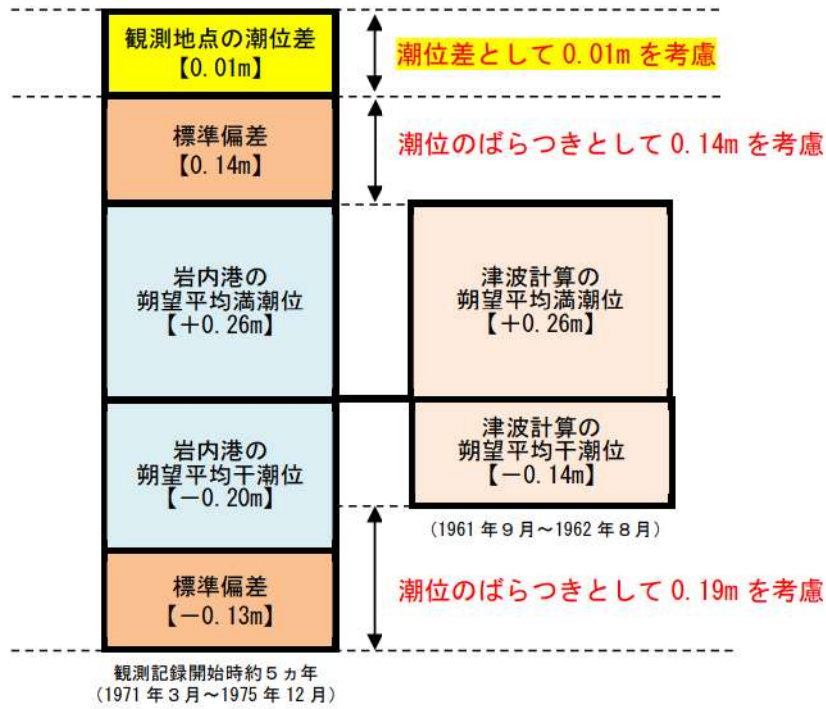 観測地点の潮位差
【0.01m】
潮位差として 0.01m を考慮
標準偏差
【0.14m】
潮位のばらつきとして 0.14m を考慮
岩内港の
朔望平均満潮位
【＋0.26m】
津波計算の
朔望平均満潮位
【＋0.26m】
岩内港の
朔望平均干潮位
【－0.20m】
津波計算の
朔望平均干潮位
【－0.14m】
（1961 年９月～1962 年８月）
標準偏差
【－0.13m】
潮位のばらつきとして 0.19m を考慮
観測記録開始時約５ヵ年
（1971 年３月～1975 年 12 月）